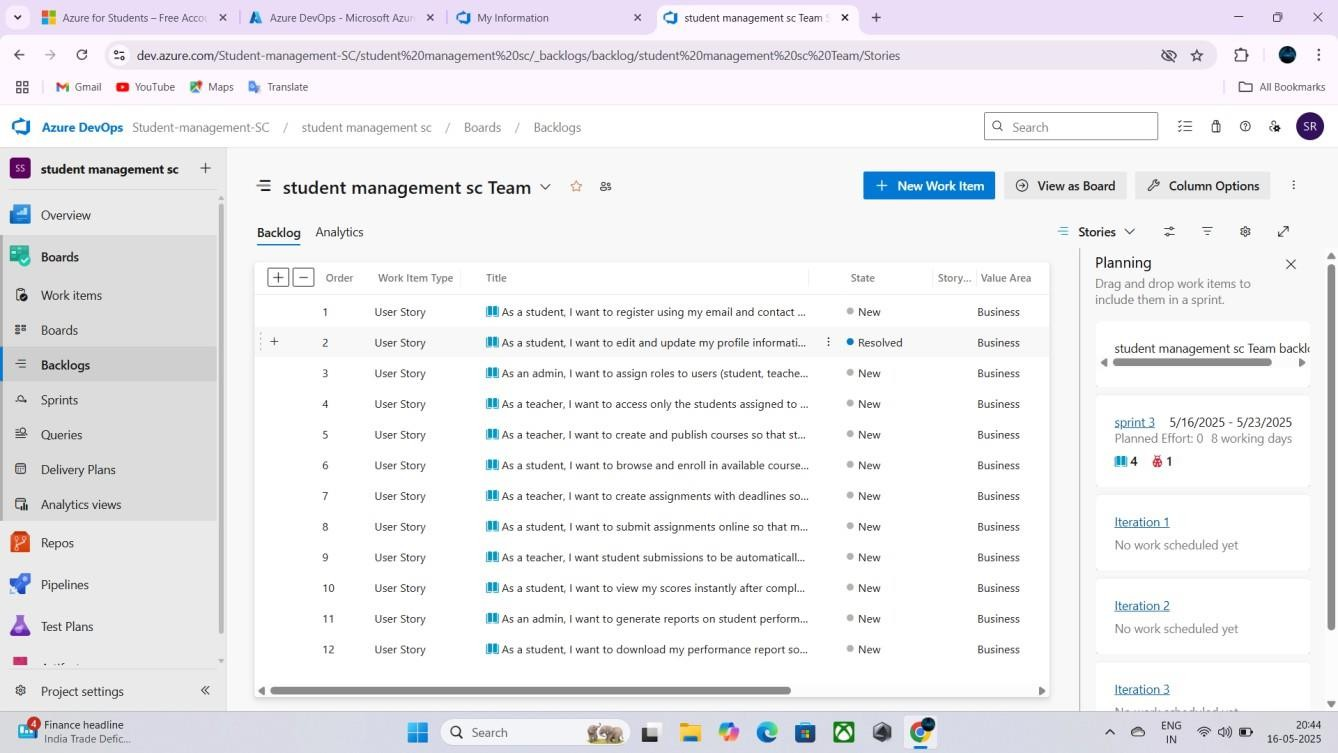 Azure for Students – Free Accou
Azure DevOps - Microsoft Azur
My Information
student management sc Team S
dev.azure.com/Student-management-SC/student%20management%20sc/_backlogs/backlog/student%20management%20sc%20Team/Stories
Gmail YouTube Maps Translate All Bookmarks
Azure DevOps Student-management-SC / student management sc / Boards / Backlogs Search SR
SS student management sc
student management sc Team
New Work Item View as Board Column Options
Overview
Boards
Work items
Boards
Backlogs
Sprints
Queries
Delivery Plans
Analytics views
Repos
Pipelines
Test Plans
Project settings
Backlog Analytics Stories
Order Work Item Type Title State Story... Value Area
1 User Story As a student, I want to register using my email and contact ... New Business
2 User Story As a student, I want to edit and update my profile informati... Resolved Business
3 User Story As an admin, I want to assign roles to users (student, teache... New Business
4 User Story As a teacher, I want to access only the students assigned to ... New Business
5 User Story As a teacher, I want to create and publish courses so that st... New Business
6 User Story As a student, I want to browse and enroll in available course... New Business
7 User Story As a teacher, I want to create assignments with deadlines so... New Business
8 User Story As a student, I want to submit assignments online so that m... New Business
9 User Story As a teacher, I want student submissions to be automaticall... New Business
10 User Story As a student, I want to view my scores instantly after compl... New Business
11 User Story As an admin, I want to generate reports on student perform... New Business
12 User Story As a student, I want to download my performance report so... New Business
Planning
Drag and drop work items to
include them in a sprint.
student management sc Team backlo
sprint 3 5/16/2025 - 5/23/2025
Planned Effort: 0 8 working days
4 1
Iteration 1
No work scheduled yet
Iteration 2
No work scheduled yet
Iteration 3
4 Finance headline
India Trade Defic...
Search
ENG
IN
20:44
16-05-2025